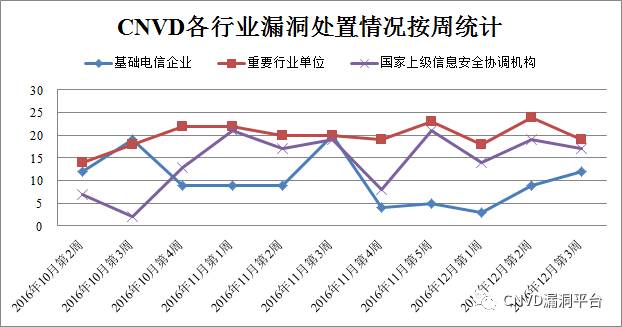 CNVD各行业漏洞处置情况按周统计
基础电信企业 重要行业单位 国家上级信息安全协调机构
30
25
20
15
10
5
0
2016年10月第2周
2016年10月第3周
2016年10月第4周
2016年11月第1周
2016年11月第2周
2016年11月第3周
2016年11月第4周
2016年11月第5周
2016年12月第1周
2016年12月第2周
2016年12月第3周
CNVD漏洞平台